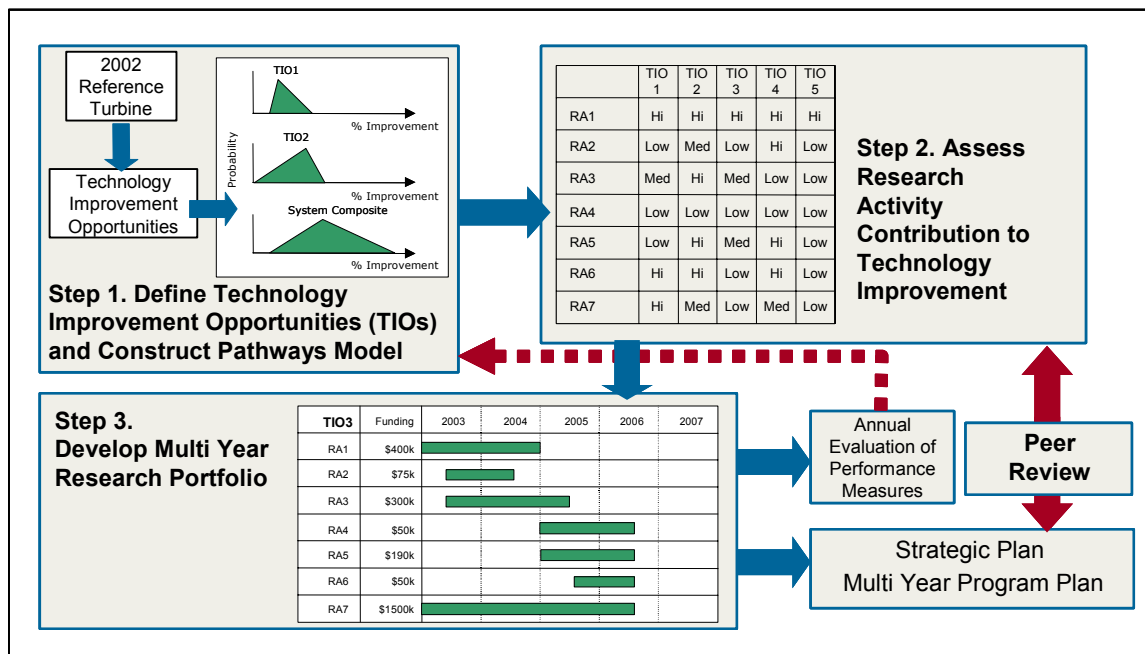 2002
Reference
Turbine
Technology
Improvement
Opportunities
Probability
TIO1
% Improvement
TIO2
% Improvement
System Composite
% Improvement
Step 1. Define Technology
Improvement Opportunities (TIOs)
and Construct Pathways Model
TIO 1 TIO 2 TIO 3 TIO 4 TIO 5
RA1 Hi Hi Hi Hi Hi
RA2 Low Med Low Hi Low
RA3 Med Hi Med Low Low
RA4 Low Low Low Low Low
RA5 Low Hi Med Hi Low
RA6 Hi Hi Low Hi Low
RA7 Hi Med Low Med Low
Step 2. Assess
Research
Activity
Contribution to
Technology
Improvement
Step 3.
Develop Multi Year
Research Portfolio
TIO3 Funding 2003 2004 2005 2006 2007
RA1 $400k
RA2 $75k
RA3 $300k
RA4 $50k
RA5 $190k
RA6 $50k
RA7 $1500k
Annual
Evaluation of
Performance
Measures
Peer
Review
Strategic Plan
Multi Year Program Plan